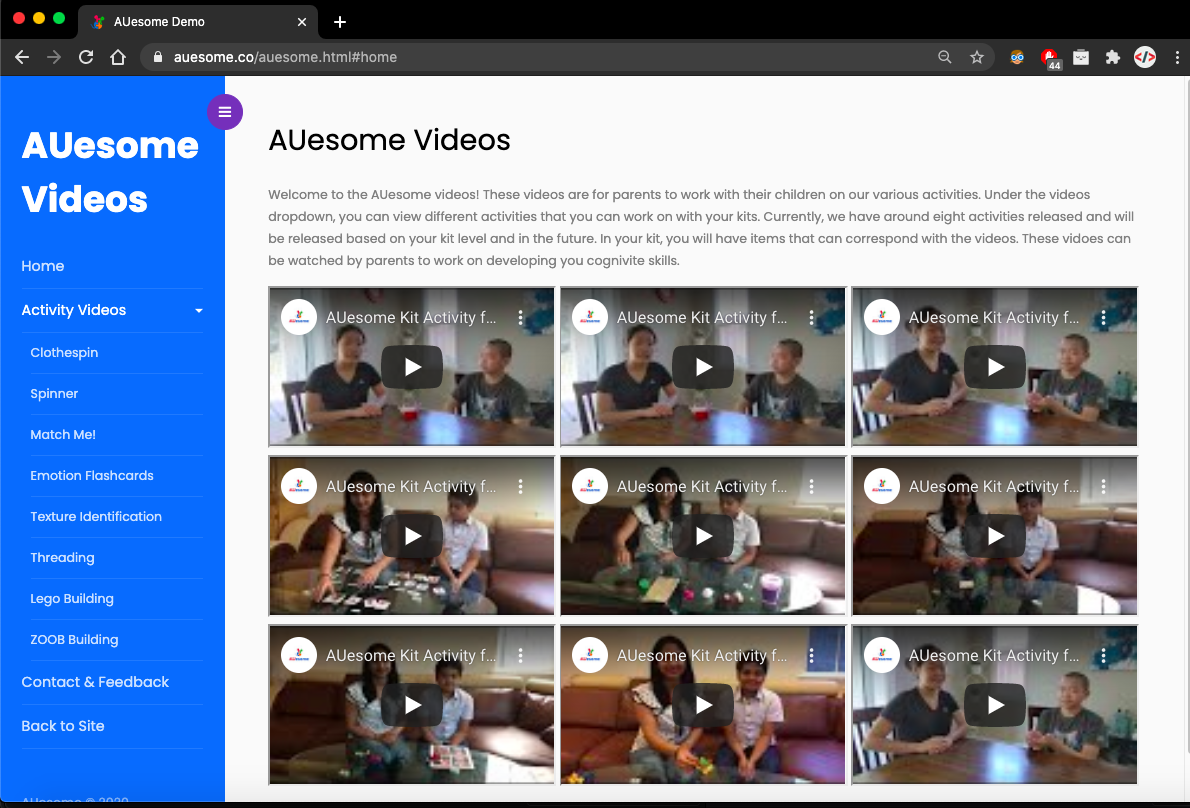 AUesome Demo
auesome.co/auesome.html#home
44
AUesome
Videos
Home
Activity Videos
Clothespin
Spinner
Match Me!
Emotion Flashcards
Texture Identification
Threading
Lego Building
ZOOB Building
Contact & Feedback
Back to Site
AUesome © 2020
AUesome Videos
Welcome to the AUesome videos! These videos are for parents to work with their children on our various activities. Under the videos
dropdown, you can view different activities that you can work on with your kits. Currently, we have around eight activities released and will
be released based on your kit level and in the future. In your kit, you will have items that can correspond with the videos. These vidoes can
be watched by parents to work on developing you cognivite skills.
AUesome Kit Activity f...
AUesome Kit Activity f...
AUesome Kit Activity f...
AUesome Kit Activity f...
AUesome Kit Activity f...
AUesome Kit Activity f...
AUesome Kit Activity f...
AUesome Kit Activity f...
AUesome Kit Activity f...